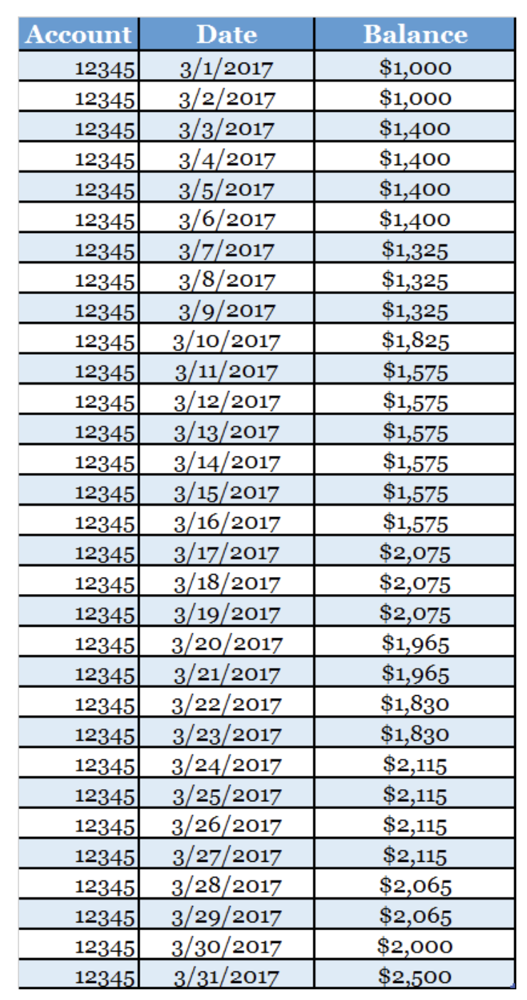 Account Date Balance
12345 3/1/2017 $1,000
12345 3/2/2017 $1,000
12345 3/3/2017 $1,400
12345 3/4/2017 $1,400
12345 3/5/2017 $1,400
12345 3/6/2017 $1,400
12345 3/7/2017 $1,325
12345 3/8/2017 $1,325
12345 3/9/2017 $1,325
12345 3/10/2017 $1,825
12345 3/11/2017 $1,575
12345 3/12/2017 $1,575
12345 3/13/2017 $1,575
12345 3/14/2017 $1,575
12345 3/15/2017 $1,575
12345 3/16/2017 $1,575
12345 3/17/2017 $2,075
12345 3/18/2017 $2,075
12345 3/19/2017 $2,075
12345 3/20/2017 $1,965
12345 3/21/2017 $1,965
12345 3/22/2017 $1,830
12345 3/23/2017 $1,830
12345 3/24/2017 $2,115
12345 3/25/2017 $2,115
12345 3/26/2017 $2,115
12345 3/27/2017 $2,115
12345 3/28/2017 $2,065
12345 3/29/2017 $2,065
12345 3/30/2017 $2,000
12345 3/31/2017 $2,500